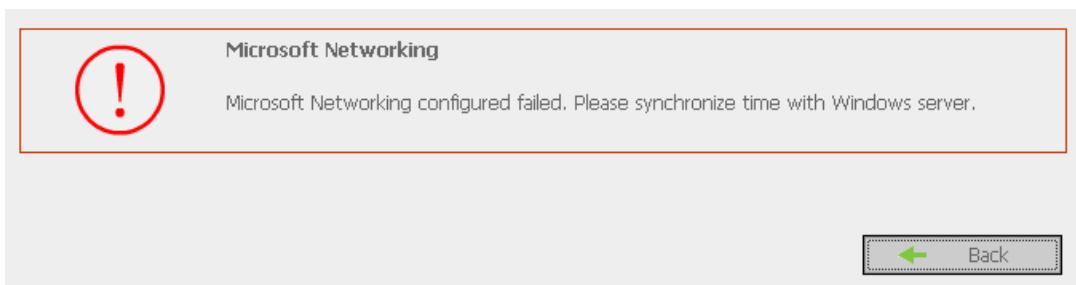 Microsoft Networking
Microsoft Networking configured failed. Please synchronize time with Windows server.
Back